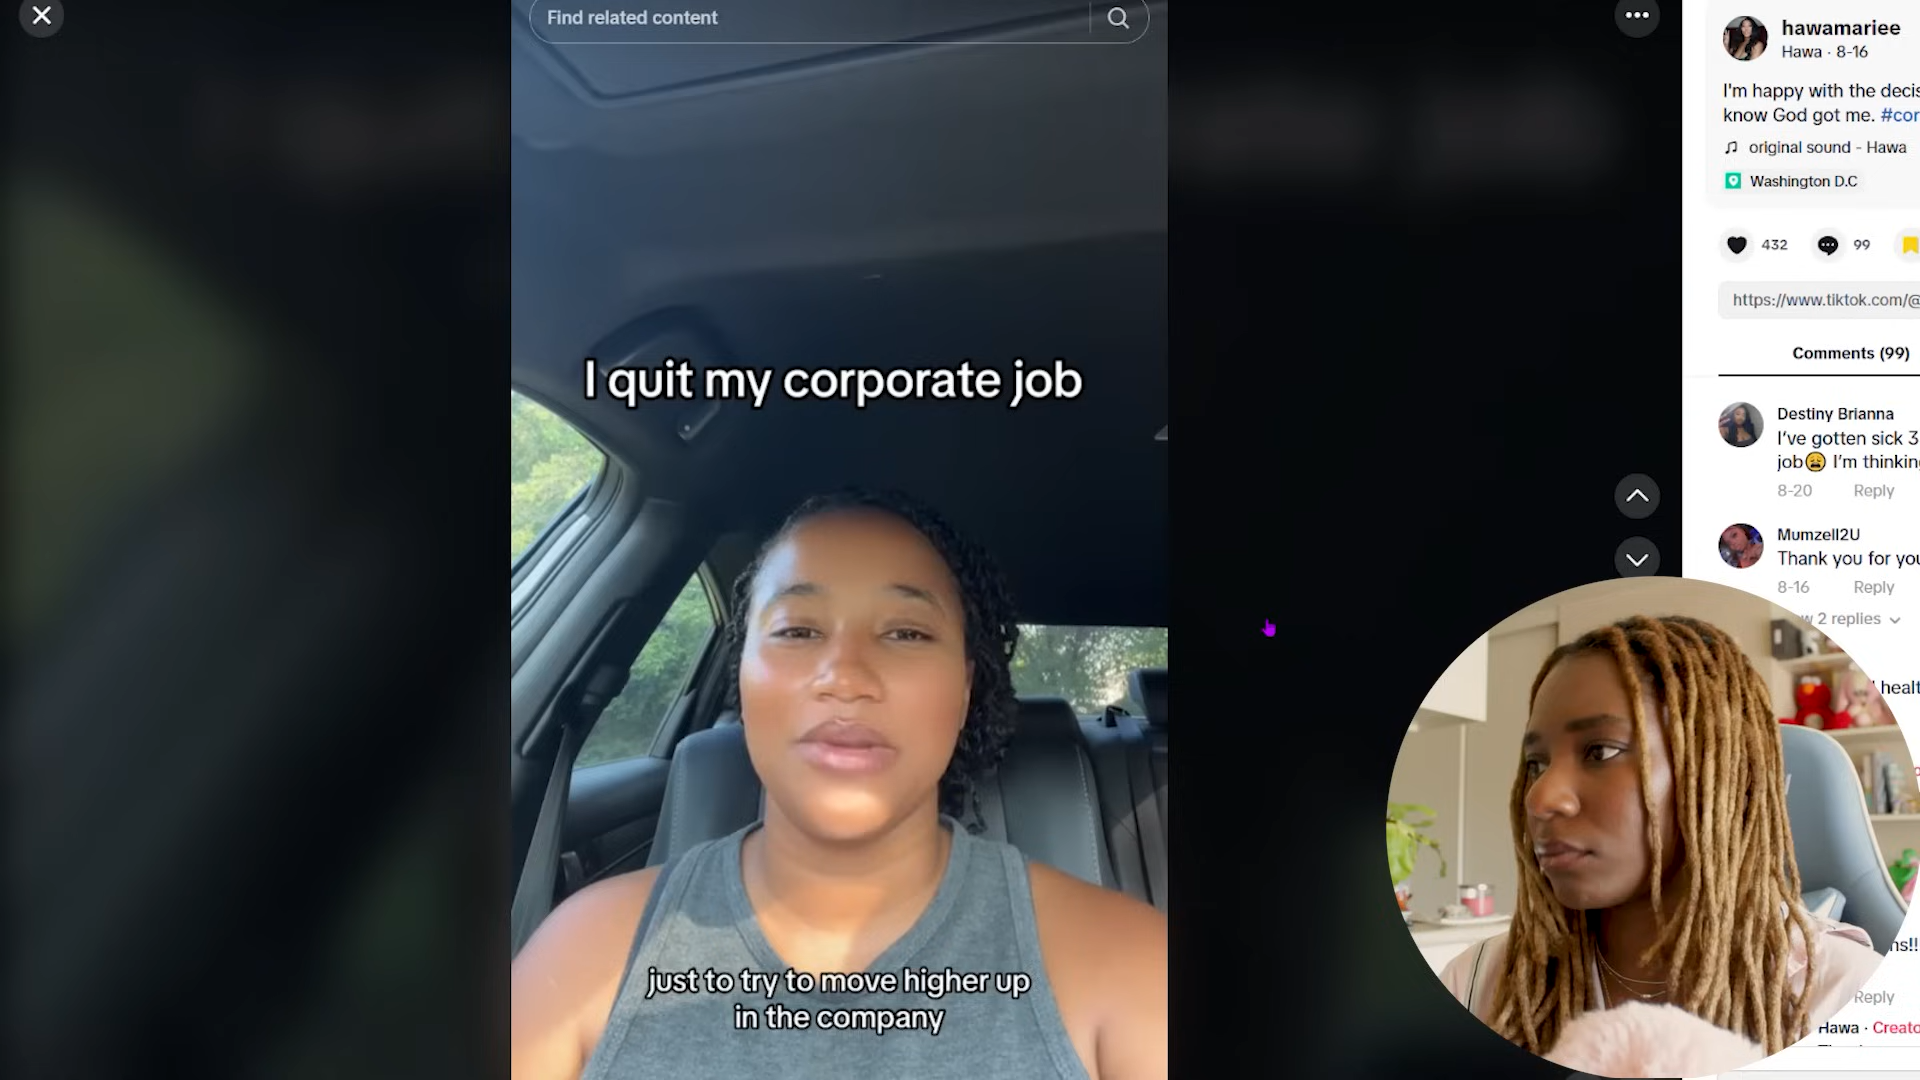 Find related content
I quit my corporate job
just to try to move higher up
in the company
hawamariee
Hawa · 8-16
I'm happy with the decis
know God got me. #cor
original sound - Hawa
Washington D.C
432
99
https://www.tiktok.com/@
Comments (99)
Destiny Brianna
I've gotten sick 3
job😩 I'm thinking
8-20 Reply
Mumzell2U
Thank you for you
8-16 Reply
w 2 replies
healt
ns!!
Reply
Hawa · Creato